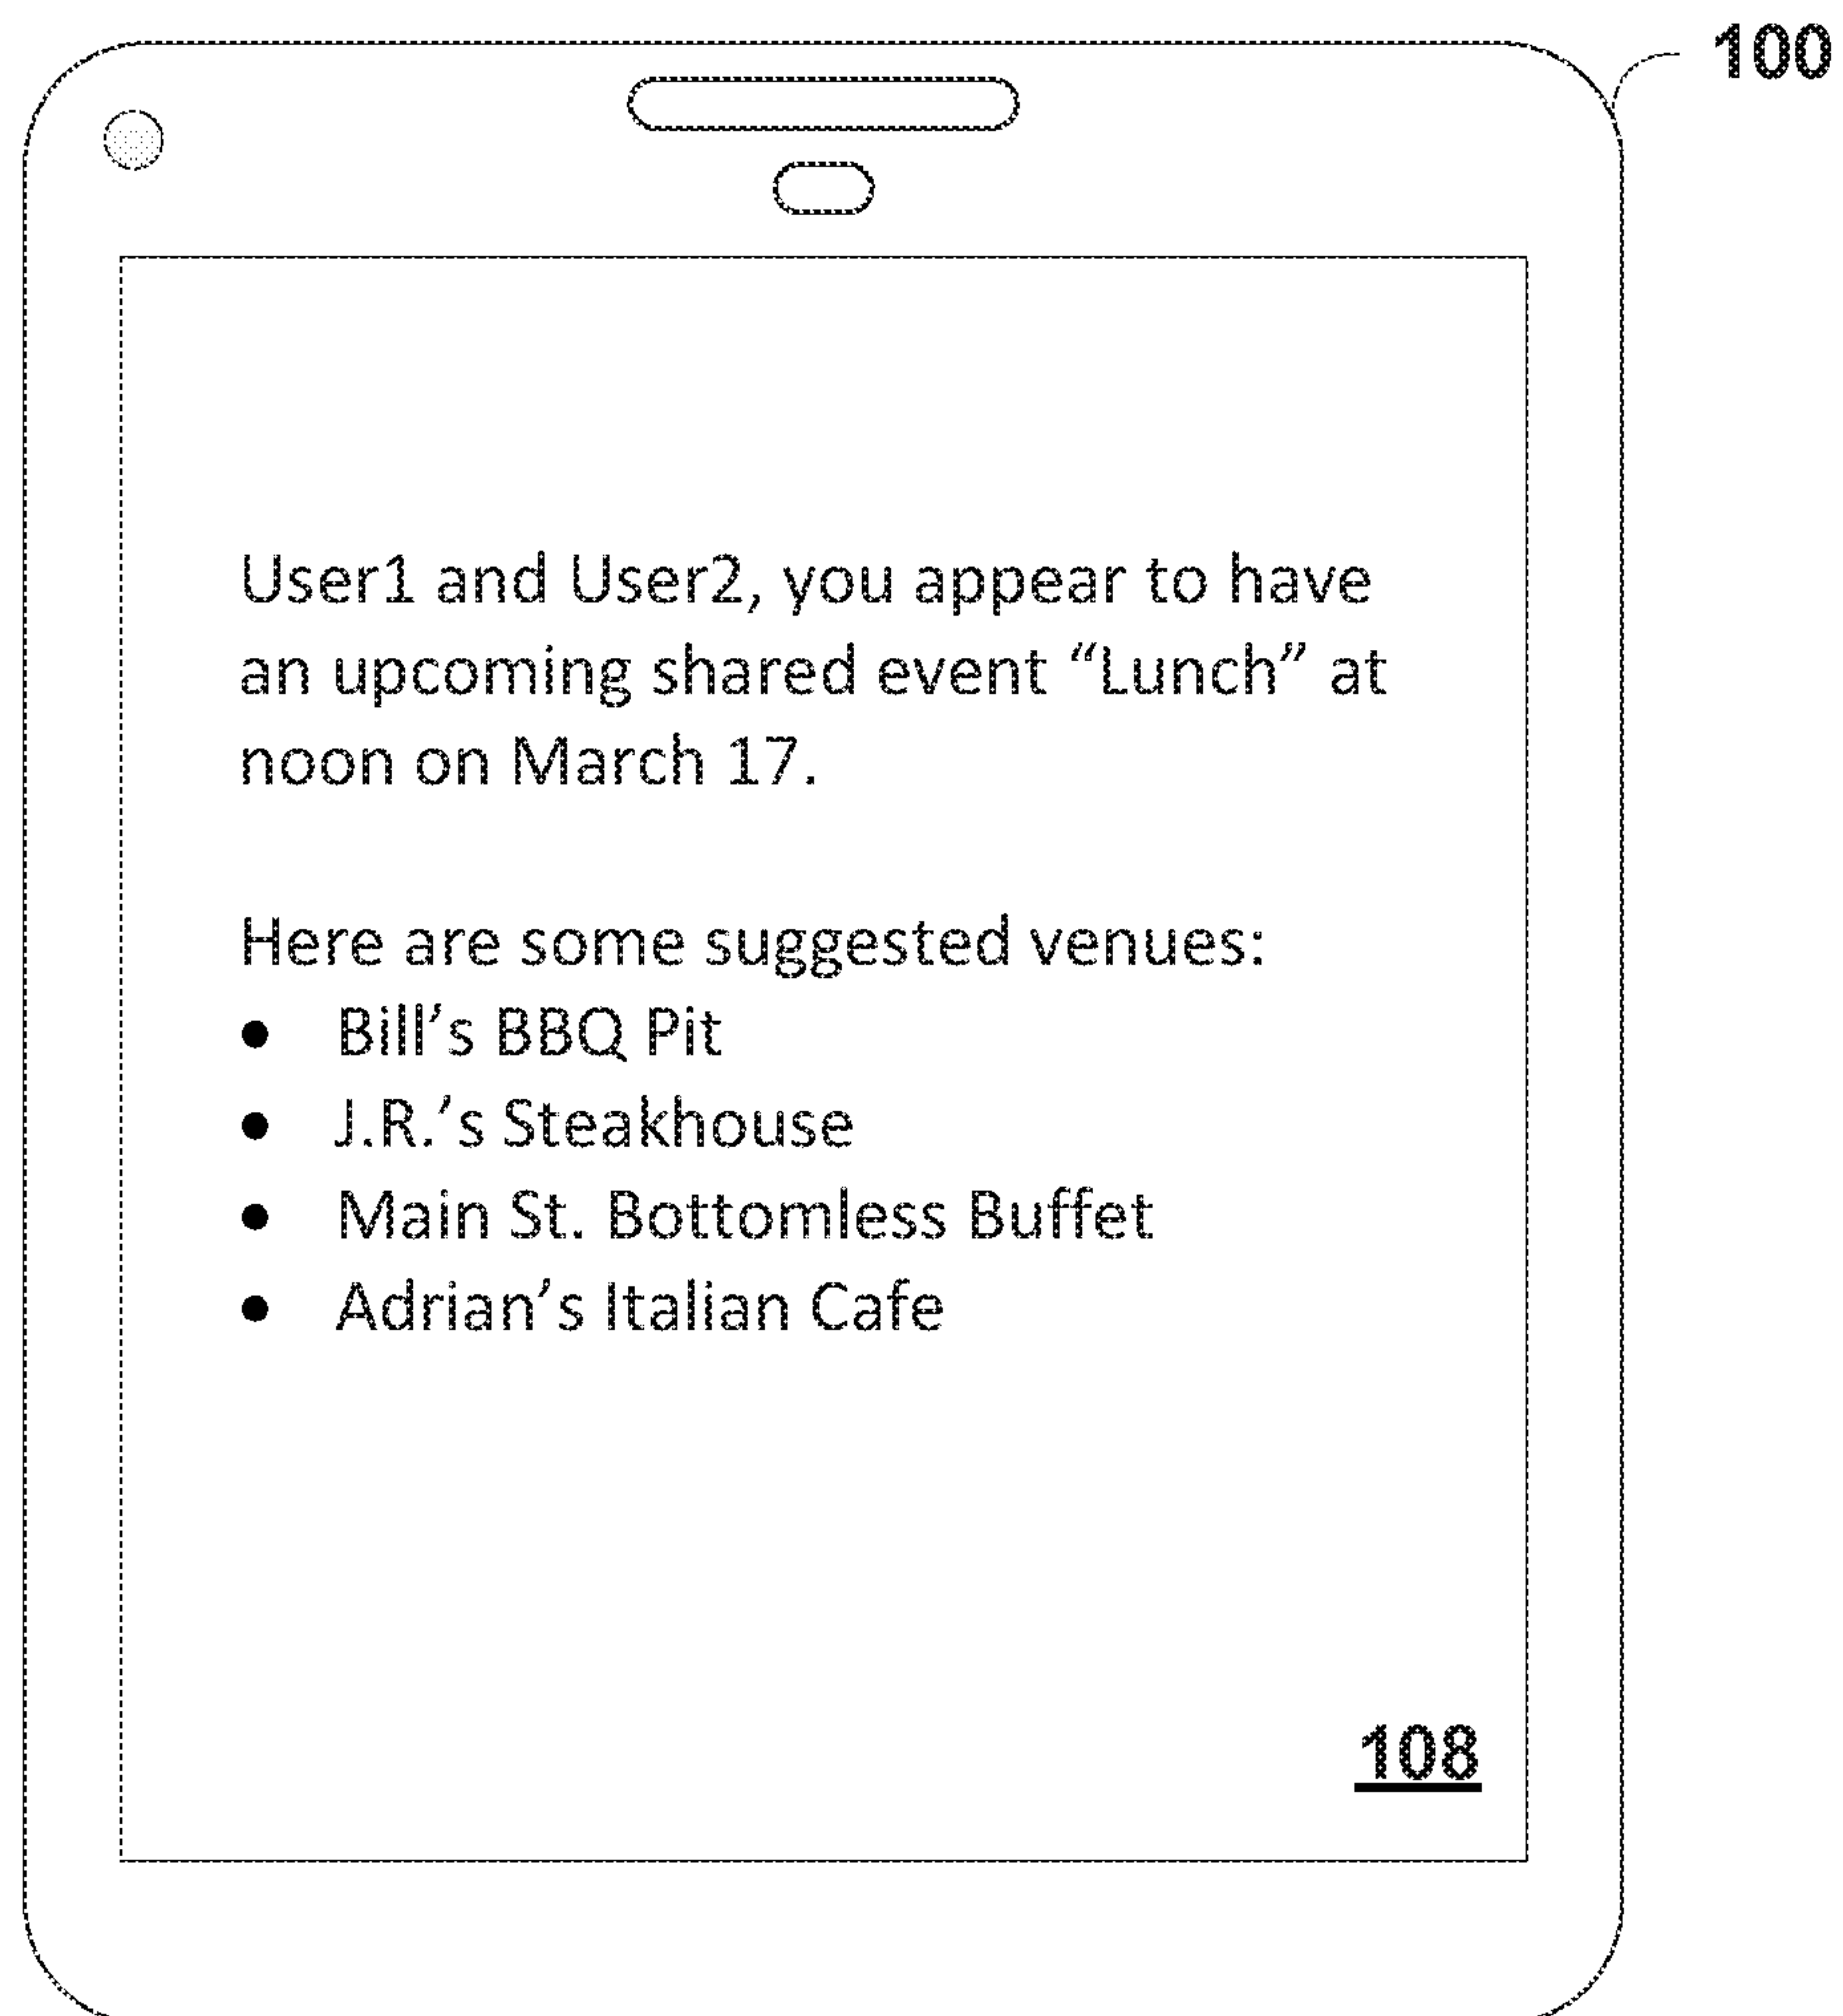 100
User1 and User2, you appear to have
an upcoming shared event “Lunch” at
noon on March 17.
Here are some suggested venues:
• Bill’s BBQ Pit
• J.R.’s Steakhouse
• Main St. Bottomless Buffet
• Adrian’s Italian Cafe
108